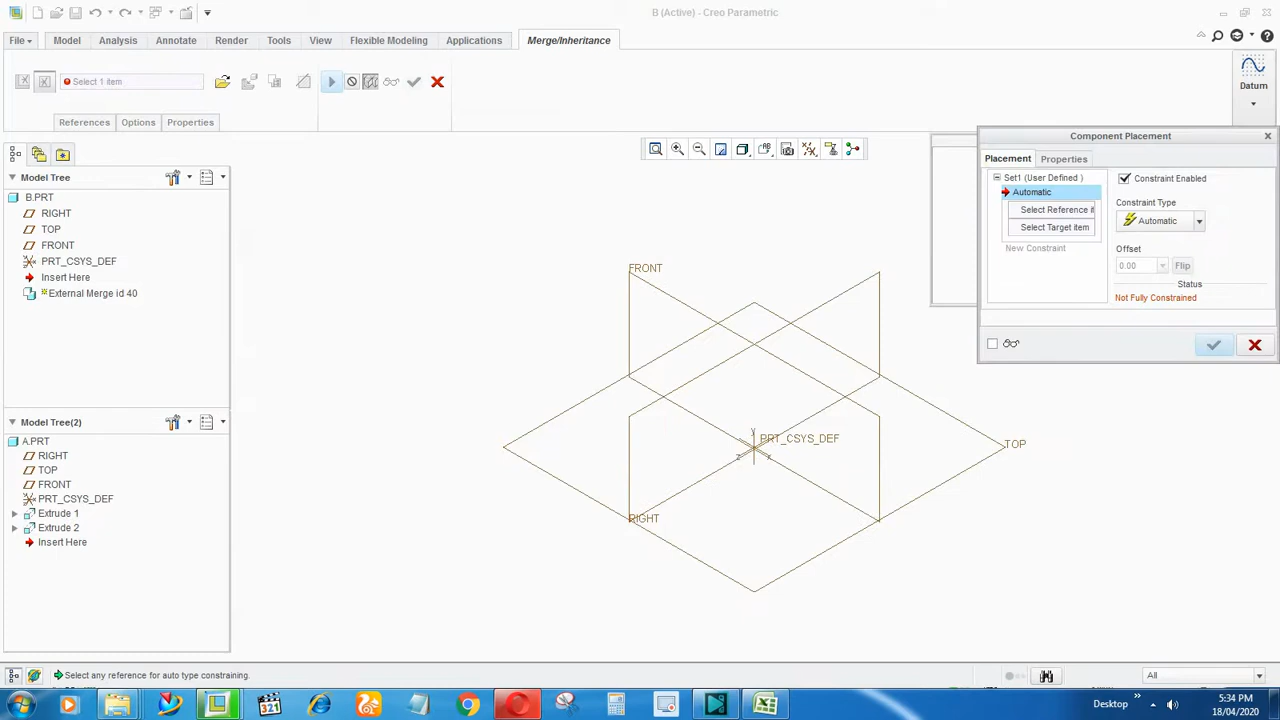 B (Active) - Creo Parametric
File
Model
Analysis
Annotate
Render
Tools
View
Flexible Modeling
Applications
Merge/Inheritance
Select 1 item
References
Options
Properties
Datum
Model Tree
B.PRT
RIGHT
TOP
FRONT
PRT_CSYS_DEF
Insert Here
External Merge id 40
Model Tree(2)
A.PRT
RIGHT
TOP
FRONT
PRT_CSYS_DEF
Extrude 1
Extrude 2
Insert Here
FRONT
y
PRT_CSYS_DEF
z
x
TOP
RIGHT
Component Placement
Placement
Properties
Set1 (User Defined )
Automatic
Select Reference i
Select Target item
New Constraint
Constraint Enabled
Constraint Type
Automatic
Offset
0.00
Flip
Status
Not Fully Constrained
Select any reference for auto type constraining.
All
321
Desktop
5:34 PM
18/04/2020